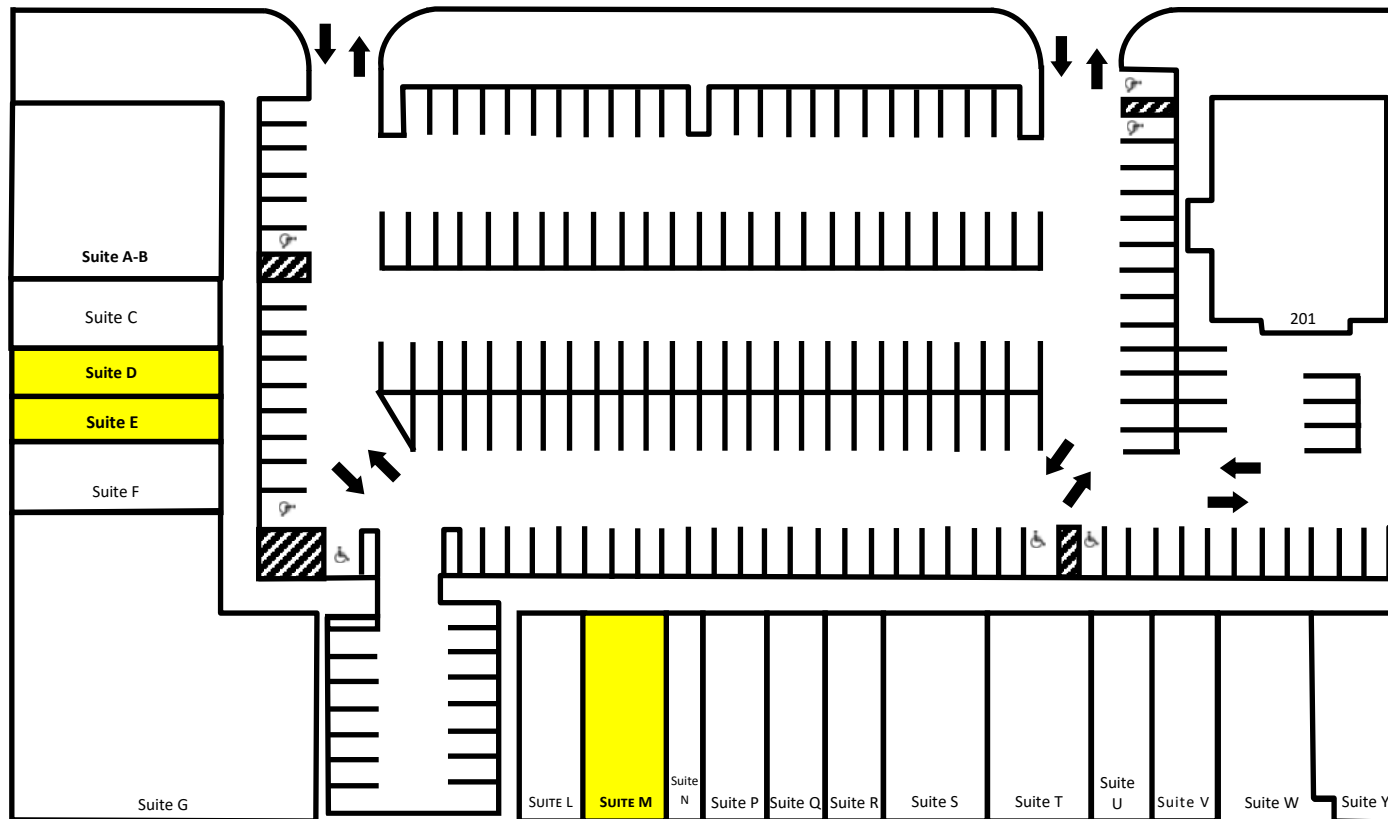 Suite A-B
Suite C
201
Suite D
Suite E
Suite F
Suite G
SUITE L
SUITE M
Suite
N
Suite P
Suite Q
Suite R
Suite S
Suite T
Suite
U
Suite V
Suite W
Suite Y